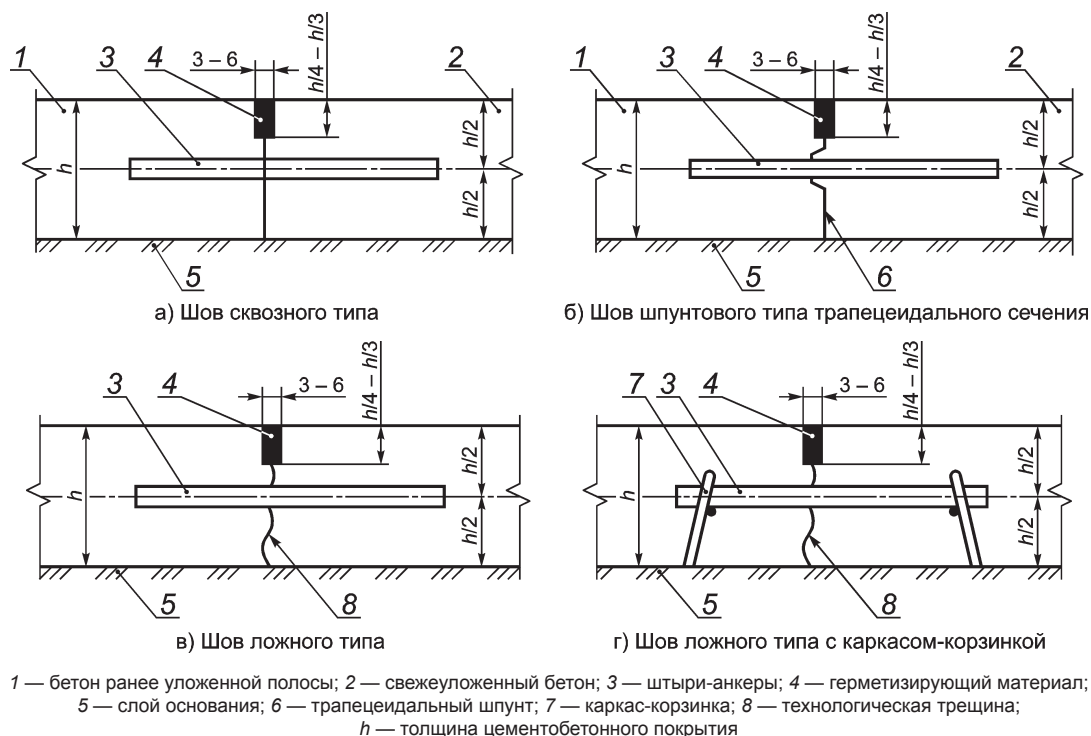 3 – 6
h/4 – h/3
1
3
4
2
h
h/2
h/2
5
а) Шов сквозного типа
3 – 6
h/4 – h/3
1
3
4
2
h
h/2
h/2
5
6
б) Шов шпунтового типа трапецеидального сечения
3
4
3 – 6
h/4 – h/3
h
h/2
h/2
5
8
в) Шов ложного типа
7
3
4
3 – 6
h/4 – h/3
h
h/2
h/2
5
8
г) Шов ложного типа с каркасом-корзинкой
1 — бетон ранее уложенной полосы; 2 — свежеуложенный бетон; 3 — штыри-анкеры; 4 — герметизирующий материал;
5 — слой основания; 6 — трапецеидальный шпунт; 7 — каркас-корзинка; 8 — технологическая трещина;
h — толщина цементобетонного покрытия